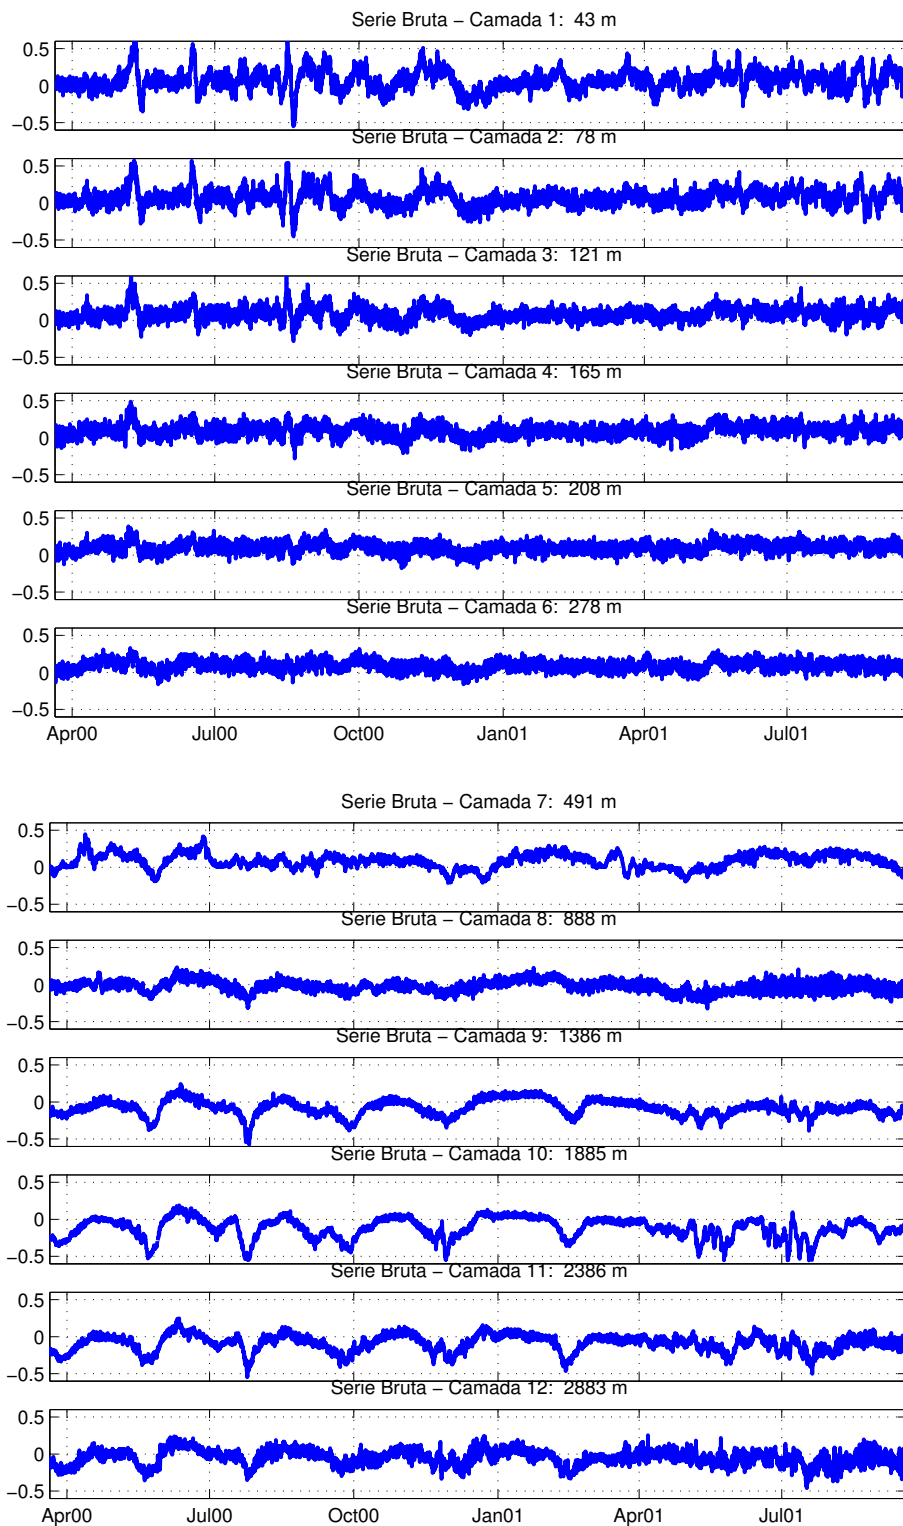 Serie Bruta − Camada 1: 43 m
0.5
0
−0.5
Serie Bruta − Camada 2: 78 m
0.5
0
−0.5
Serie Bruta − Camada 3: 121 m
0.5
0
−0.5
Serie Bruta − Camada 4: 165 m
0.5
0
−0.5
Serie Bruta − Camada 5: 208 m
0.5
0
−0.5
Serie Bruta − Camada 6: 278 m
0.5
0
−0.5
Apr00 Jul00 Oct00 Jan01 Apr01 Jul01
Serie Bruta − Camada 7: 491 m
0.5
0
−0.5
Serie Bruta − Camada 8: 888 m
0.5
0
−0.5
Serie Bruta − Camada 9: 1386 m
0.5
0
−0.5
Serie Bruta − Camada 10: 1885 m
0.5
0
−0.5
Serie Bruta − Camada 11: 2386 m
0.5
0
−0.5
Serie Bruta − Camada 12: 2883 m
0.5
0
−0.5
Apr00 Jul00 Oct00 Jan01 Apr01 Jul01